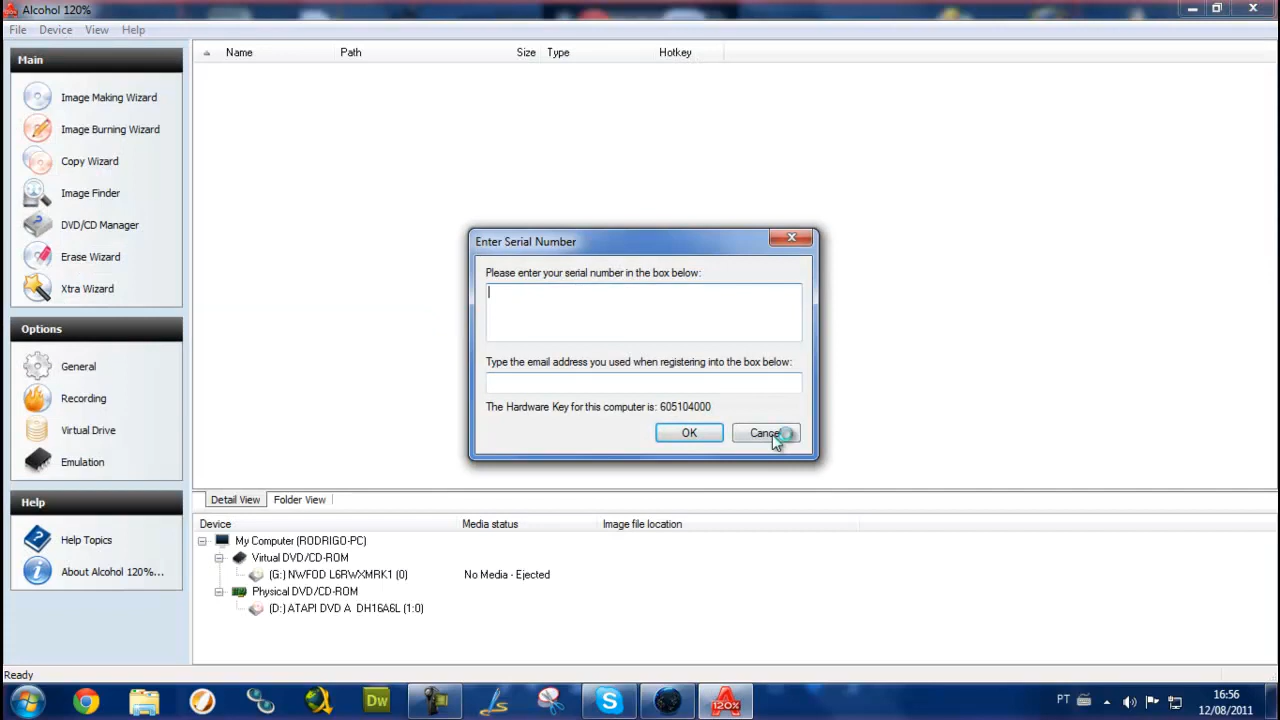 Alcohol 120%
File Device View Help
Main
Image Making Wizard
Image Burning Wizard
Copy Wizard
Image Finder
DVD/CD Manager
Erase Wizard
Xtra Wizard
Options
General
Recording
Virtual Drive
Emulation
Help
Help Topics
About Alcohol 120%...
Name Path Size Type Hotkey
Enter Serial Number
Please enter your serial number in the box below:
Type the email address you used when registering into the box below:
The Hardware Key for this computer is: 605104000
OK Cancel
Detail View Folder View
Device Media status Image file location
My Computer (RODRIGO-PC)
Virtual DVD/CD-ROM
(G:) NWFOD L6RWXMRK1 (0) No Media - Ejected
Physical DVD/CD-ROM
(D:) ATAPI DVD A DH16A6L (1:0)
Ready
Dw
120%
PT
16:56
12/08/2011